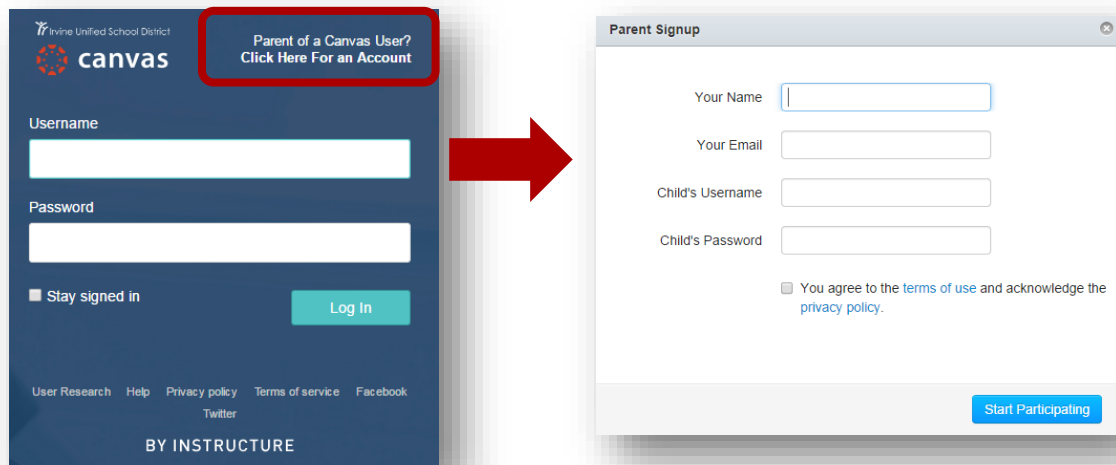 Irvine Unified School District
canvas
Parent of a Canvas User?
Click Here For an Account
Username
Password
Stay signed in
Log In
User Research Help Privacy policy Terms of service Facebook
Twitter
BY INSTRUCTURE
Parent Signup
Your Name
Your Email
Child's Username
Child's Password
You agree to the terms of use and acknowledge the
privacy policy.
Start Participating